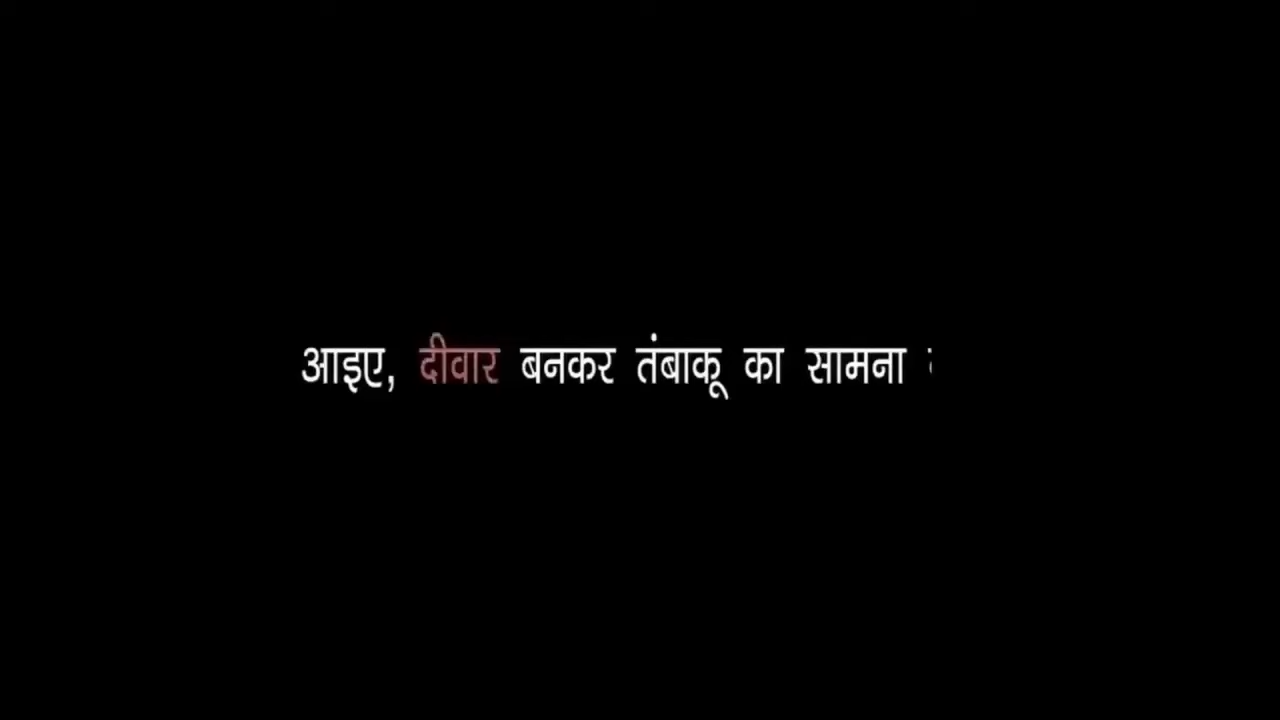 आइए, दीवार बनकर तंबाकू का सामना